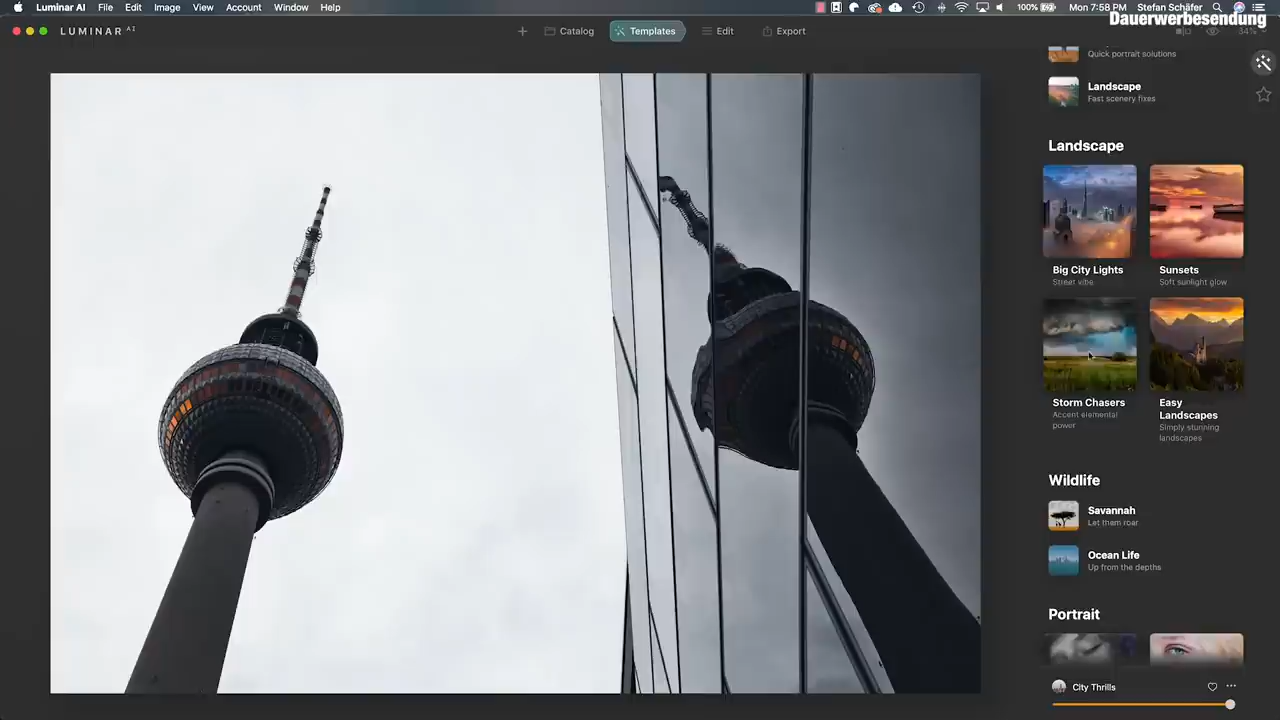 Luminar AI File Edit Image View Account Window Help 100% Mon 7:58 PM Stefan Schäfer
Dauerwerbesendung
LUMINAR AI + Catalog Templates Edit Export 34%
Quick portrait solutions
Landscape
Fast scenery fixes
Landscape
Big City Lights
Street vibe
Sunsets
Soft sunlight glow
Storm Chasers
Accent elemental
power
Easy
Landscapes
Simply stunning
landscapes
Wildlife
Savannah
Let them roar
Ocean Life
Up from the depths
Portrait
City Thrills